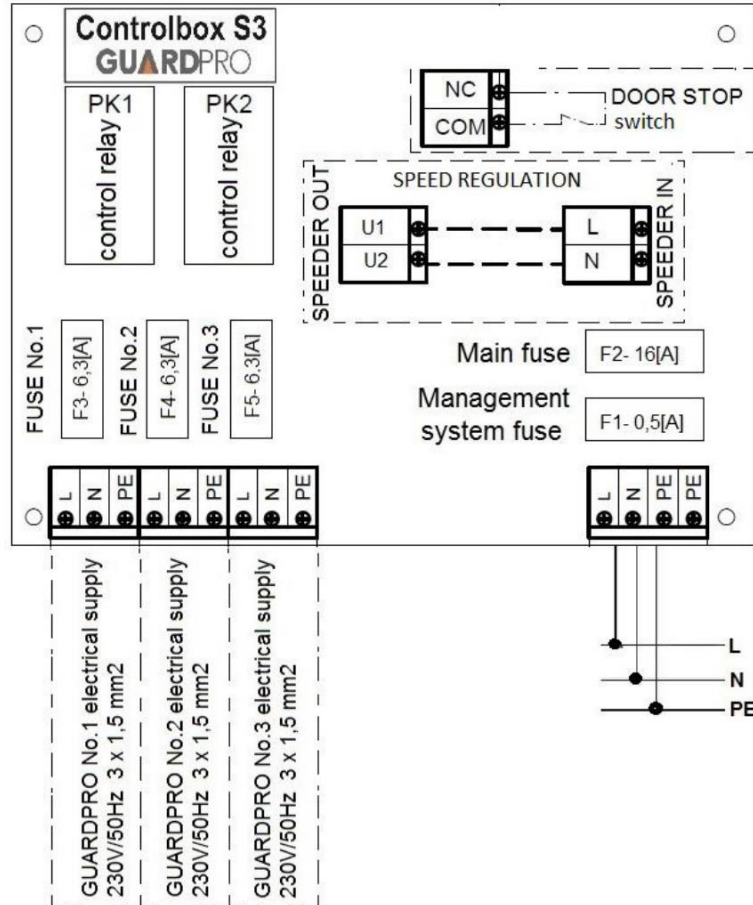 Controlbox S3
GUARDPRO
PK1
control relay
PK2
control relay
NC
COM
DOOR STOP
switch
SPEED REGULATION
SPEEDER OUT
U1
U2
L
N
SPEEDER IN
FUSE No.1
F3- 6,3[A]
FUSE No.2
F4- 6,3[A]
FUSE No.3
F5- 6,3[A]
Main fuse
F2- 16[A]
Management
system fuse
F1- 0,5[A]
L N PE L N PE L N PE
L N PE PE
GUARDPRO No.1 electrical supply
230V/50Hz 3 x 1,5 mm2
GUARDPRO No.2 electrical supply
230V/50Hz 3 x 1,5 mm2
GUARDPRO No.3 electrical supply
230V/50Hz 3 x 1,5 mm2
L
N
PE